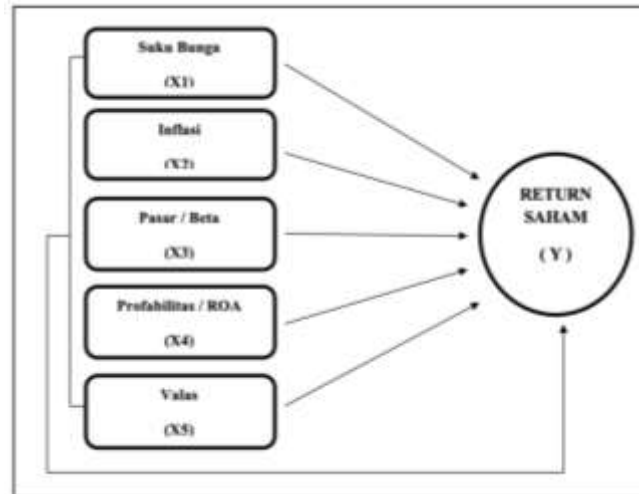 Suku Bunga
(X1)
Inflasi
(X2)
Pasar / Beta
(X3)
Profabilitas / ROA
(X4)
Valas
(X5)
RETURN
SAHAM
( Y )